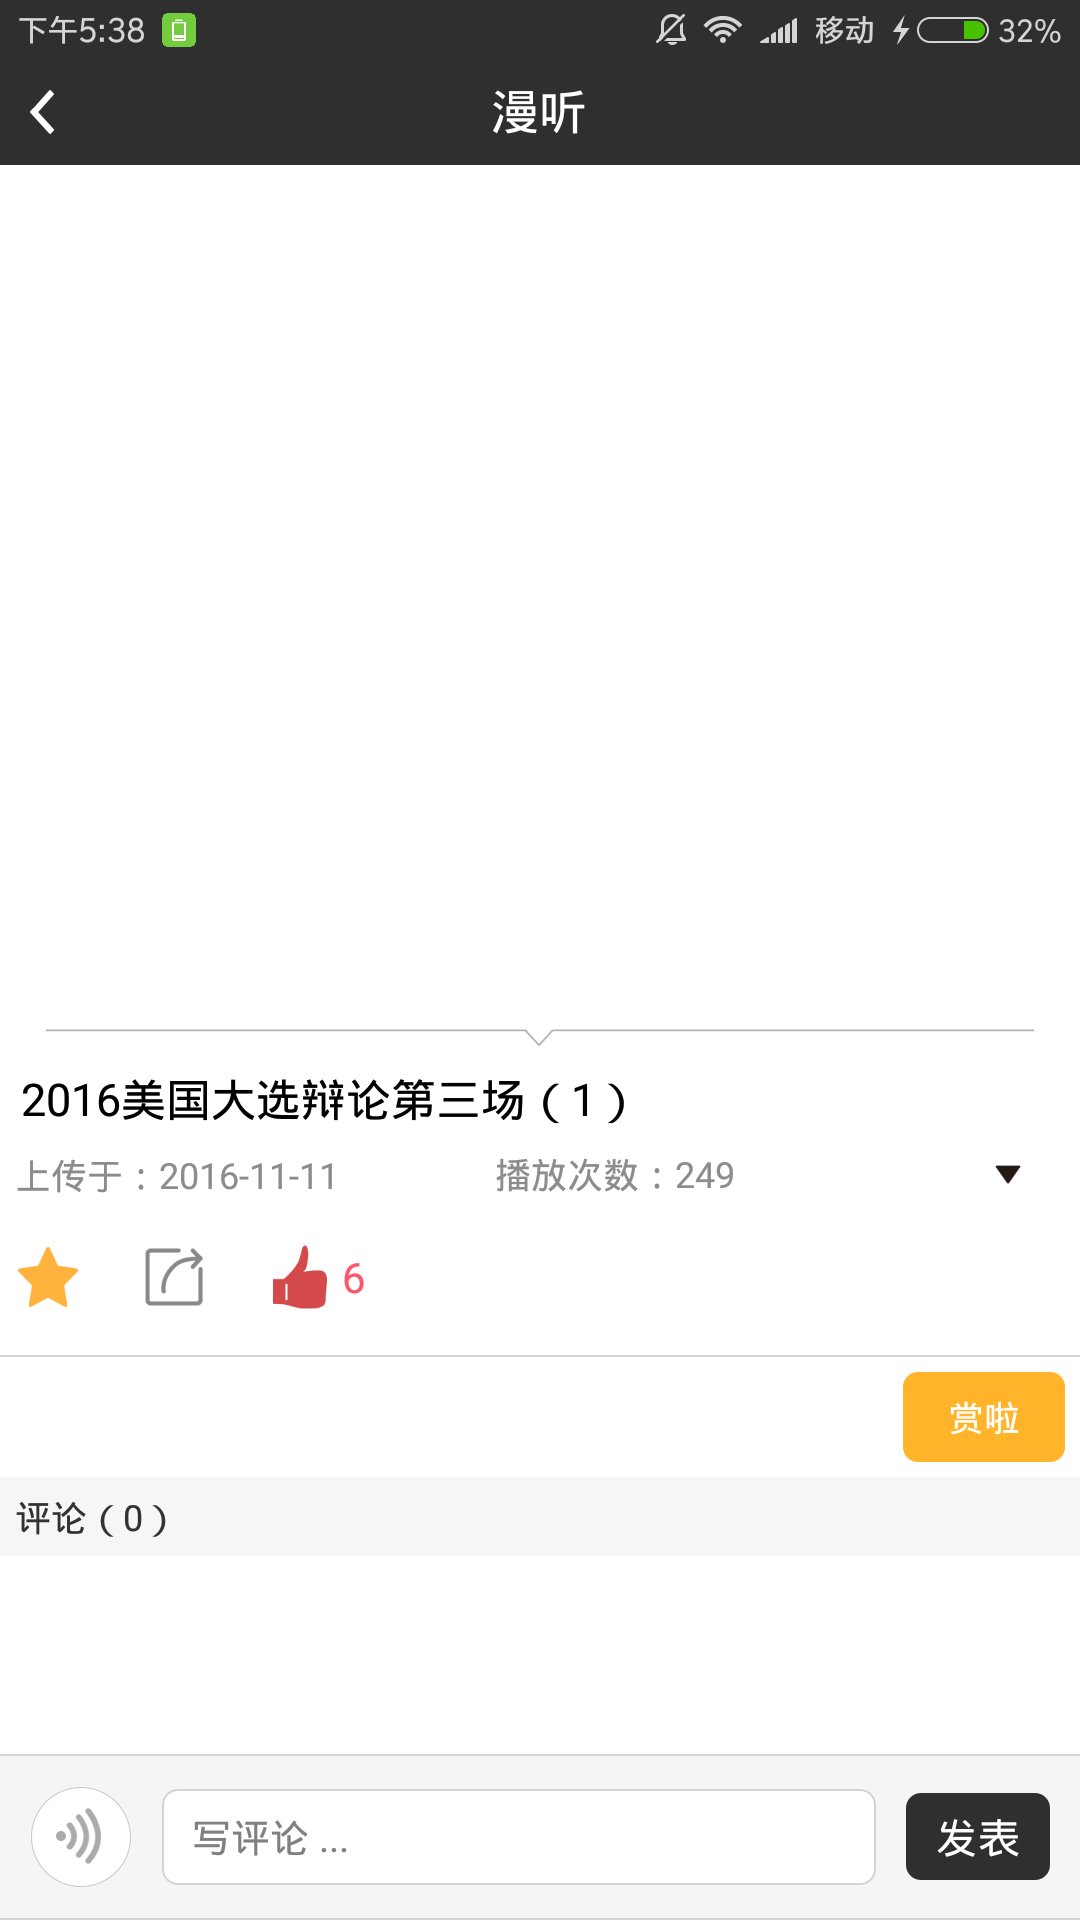 下午5:38 移动 32%
漫听
2016美国大选辩论第三场（1）
上传于：2016-11-11 播放次数：249
6
赏啦
评论（0）
写评论 ...
发表